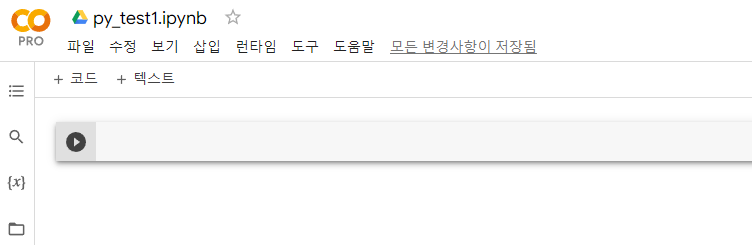 CO
PRO
py_test1.ipynb
파일 수정 보기 삽입 런타임 도구 도움말 모든 변경사항이 저장됨
+ 코드 + 텍스트
{x}